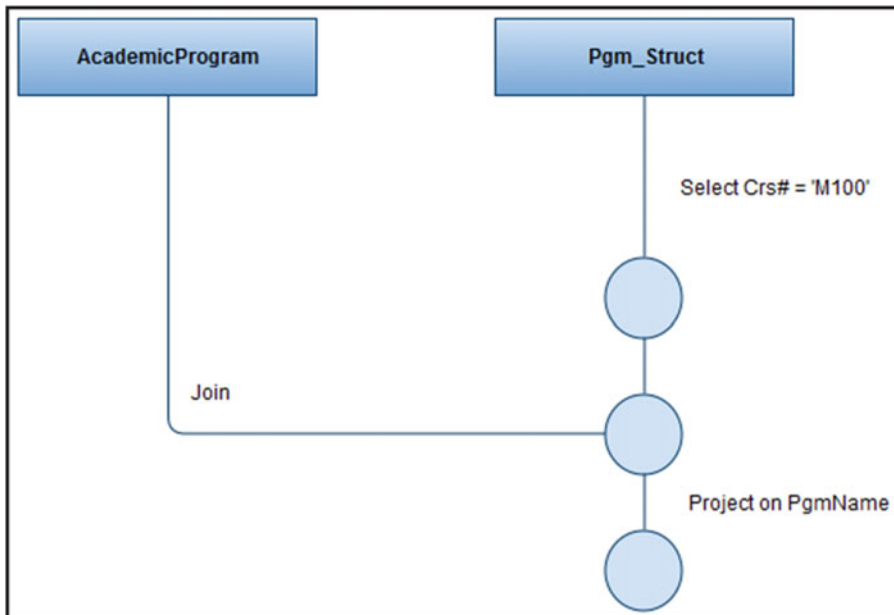 AcademicProgram
Pgm_Struct
Select Crs# = 'M100'
Join
Project on PgmName